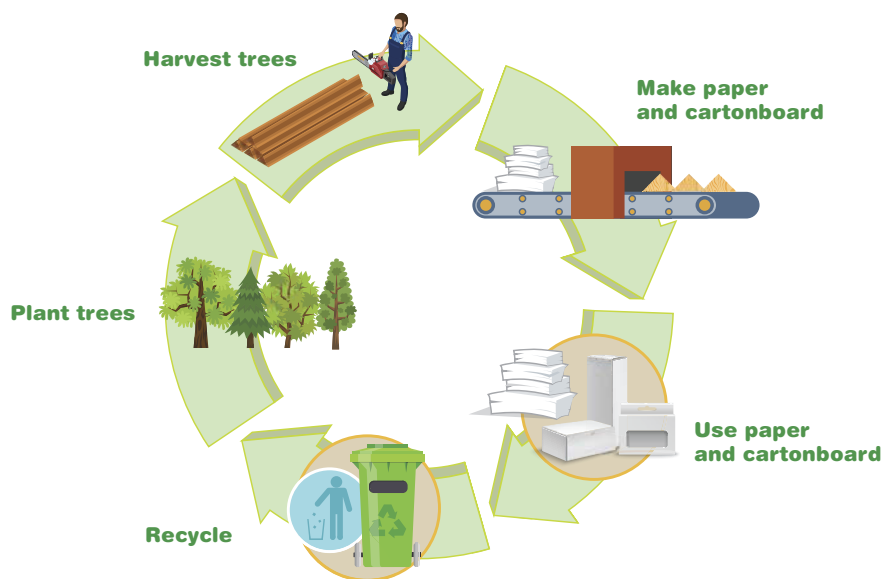 Harvest trees
Make paper
and cartonboard
Plant trees
Use paper
and cartonboard
Recycle